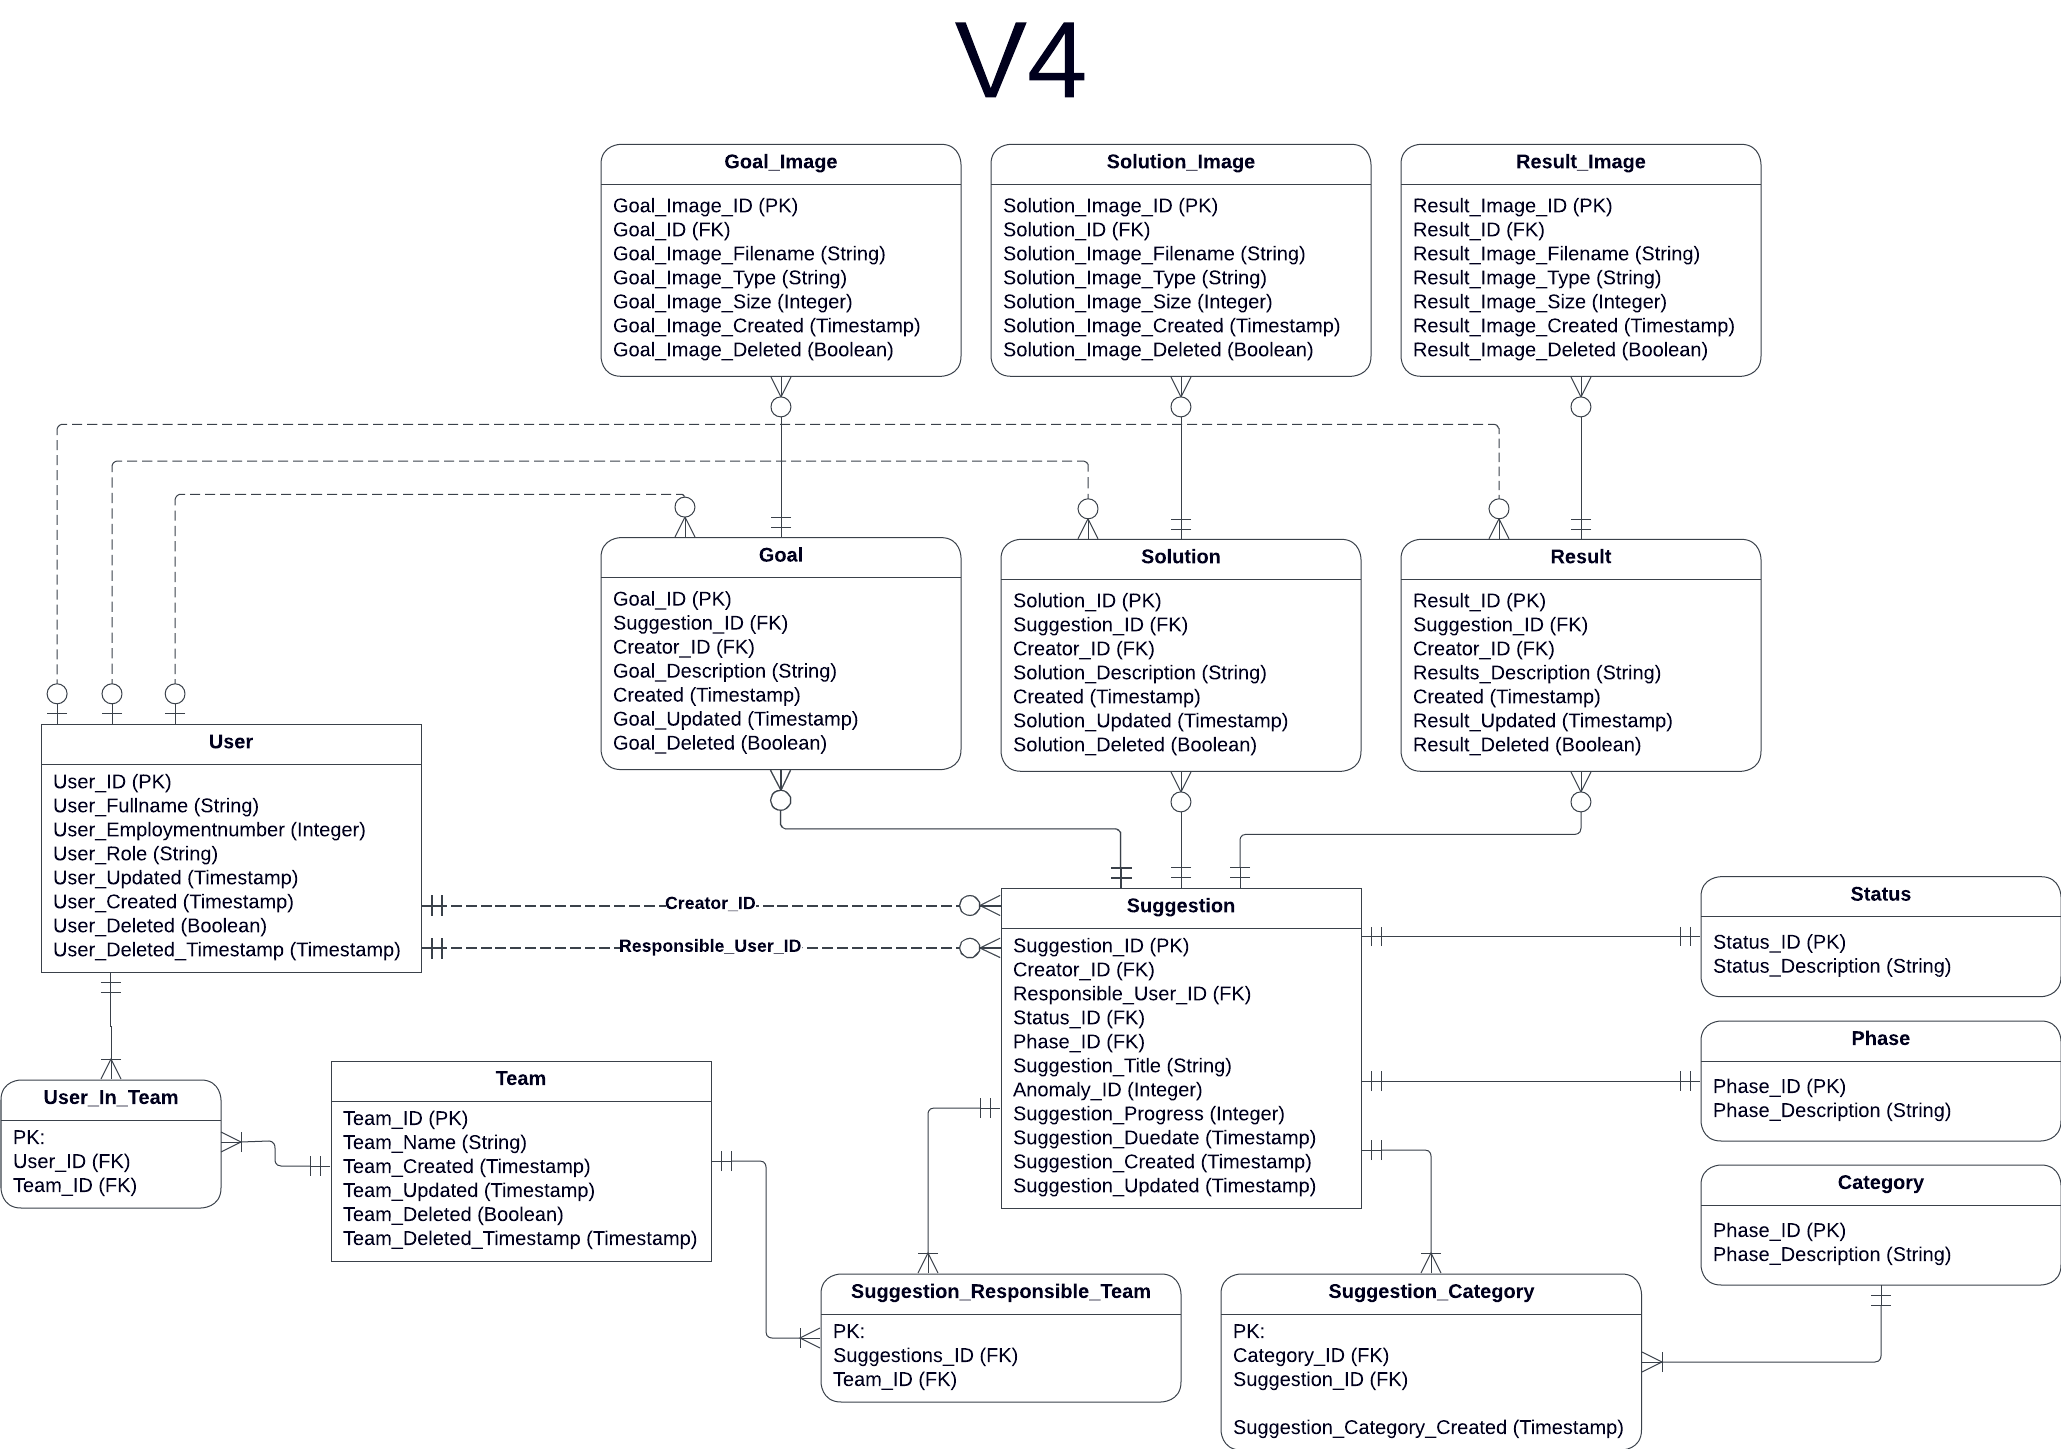 V4
Goal_Image
Goal_Image_ID (PK)
Goal_ID (FK)
Goal_Image_Filename (String)
Goal_Image_Type (String)
Goal_Image_Size (Integer)
Goal_Image_Created (Timestamp)
Goal_Image_Deleted (Boolean)
Solution_Image
Solution_Image_ID (PK)
Solution_ID (FK)
Solution_Image_Filename (String)
Solution_Image_Type (String)
Solution_Image_Size (Integer)
Solution_Image_Created (Timestamp)
Solution_Image_Deleted (Boolean)
Result_Image
Result_Image_ID (PK)
Result_ID (FK)
Result_Image_Filename (String)
Result_Image_Type (String)
Result_Image_Size (Integer)
Result_Image_Created (Timestamp)
Result_Image_Deleted (Boolean)
Goal
Goal_ID (PK)
Suggestion_ID (FK)
Creator_ID (FK)
Goal_Description (String)
Created (Timestamp)
Goal_Updated (Timestamp)
Goal_Deleted (Boolean)
Solution
Solution_ID (PK)
Suggestion_ID (FK)
Creator_ID (FK)
Solution_Description (String)
Created (Timestamp)
Solution_Updated (Timestamp)
Solution_Deleted (Boolean)
Result
Result_ID (PK)
Suggestion_ID (FK)
Creator_ID (FK)
Results_Description (String)
Created (Timestamp)
Result_Updated (Timestamp)
Result_Deleted (Boolean)
User
User_ID (PK)
User_Fullname (String)
User_Employmentnumber (Integer)
User_Role (String)
User_Updated (Timestamp)
User_Created (Timestamp)
User_Deleted (Boolean)
User_Deleted_Timestamp (Timestamp)
Creator_ID
Responsible_User_ID
Suggestion
Suggestion_ID (PK)
Creator_ID (FK)
Responsible_User_ID (FK)
Status_ID (FK)
Phase_ID (FK)
Suggestion_Title (String)
Anomaly_ID (Integer)
Suggestion_Progress (Integer)
Suggestion_Duedate (Timestamp)
Suggestion_Created (Timestamp)
Suggestion_Updated (Timestamp)
Status
Status_ID (PK)
Status_Description (String)
Phase
Phase_ID (PK)
Phase_Description (String)
Category
Phase_ID (PK)
Phase_Description (String)
User_In_Team
PK:
User_ID (FK)
Team_ID (FK)
Team
Team_ID (PK)
Team_Name (String)
Team_Created (Timestamp)
Team_Updated (Timestamp)
Team_Deleted (Boolean)
Team_Deleted_Timestamp (Timestamp)
Suggestion_Responsible_Team
PK:
Suggestions_ID (FK)
Team_ID (FK)
Suggestion_Category
PK:
Category_ID (FK)
Suggestion_ID (FK)
Suggestion_Category_Created (Timestamp)